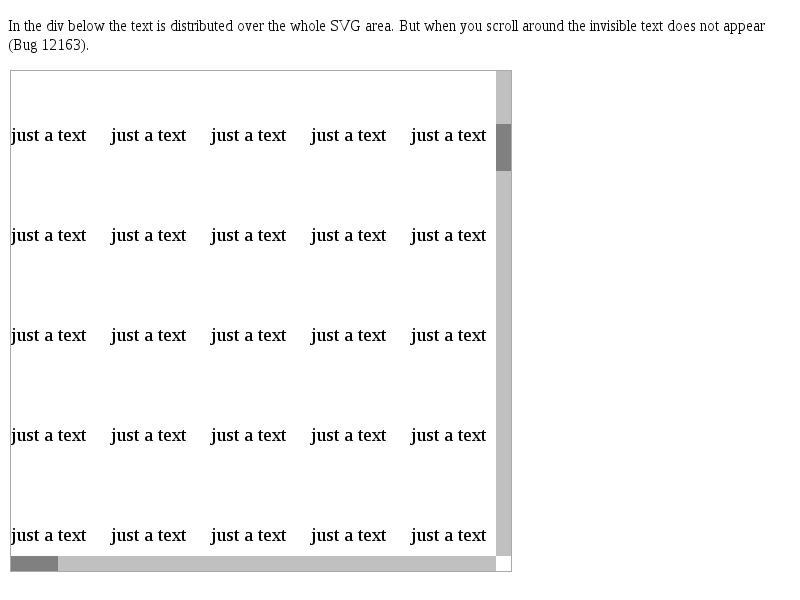 In the div below the text is distributed over the whole SVG area. But when you scroll around the invisible text does not appear
(Bug 12163).
just a text just a text just a text just a text just a text
just a text just a text just a text just a text just a text
just a text just a text just a text just a text just a text
just a text just a text just a text just a text just a text
just a text just a text just a text just a text just a text